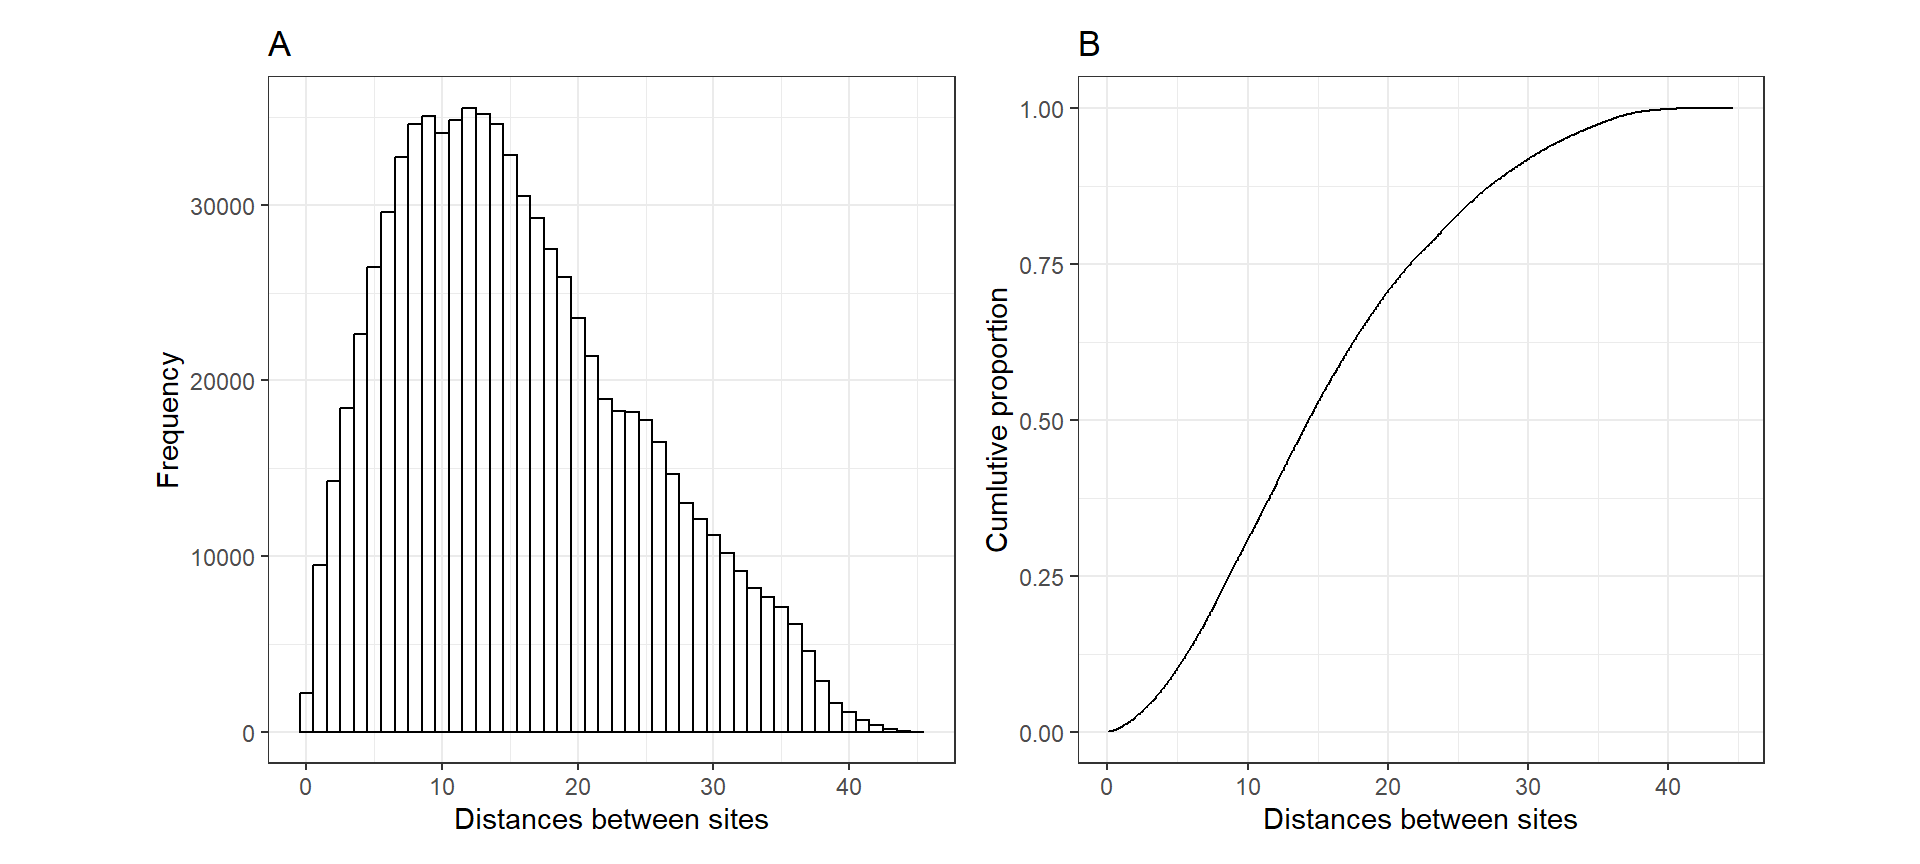 A
Frequency
30000
20000
10000
0
0 10 20 30 40
Distances between sites
B
Cumlutive proportion
1.00
0.75
0.50
0.25
0.00
0 10 20 30 40
Distances between sites